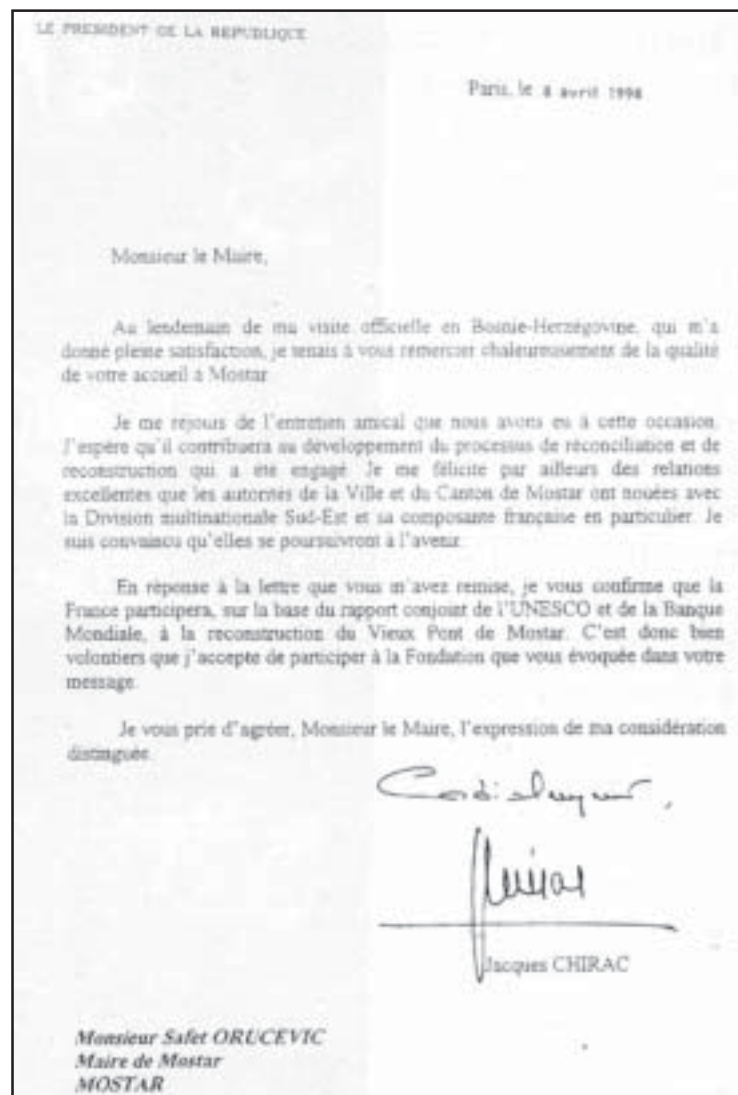 LE PRESIDENT DE LA REPUBLIQUE
Paris, le 8 avril 1998
Monsieur le Maire,
Au lendemain de ma visite officielle en Bosnie-Herzégovine, qui m'a
donné pleine satisfaction, je tenais à vous remercier chaleureusement de la qualité
de votre accueil à Mostar.
Je me réjouis de l'entretien amical que nous avons eu à cette occasion.
J'espère qu'il contribuera au développement du processus de réconciliation et de
reconstruction qui a été engagé. Je me félicite par ailleurs des relations
excellentes que les autorités de la Ville et du Canton de Mostar ont nouées avec
la Division multinationale Sud-Est et sa composante française en particulier. Je
suis convaincu qu'elles se poursuivront à l'avenir.
En réponse à la lettre que vous m'avez remise, je vous confirme que la
France participera, sur la base du rapport conjoint de l'UNESCO et de la Banque
Mondiale, à la reconstruction du Vieux Pont de Mostar. C'est donc bien
volontiers que j'accepte de participer à la Fondation que vous évoquée dans votre
message.
Je vous prie d'agréer, Monsieur le Maire, l'expression de ma considération
distinguée.
Cordialement,
Jacques CHIRAC
Monsieur Safet ORUCEVIC
Maire de Mostar
MOSTAR